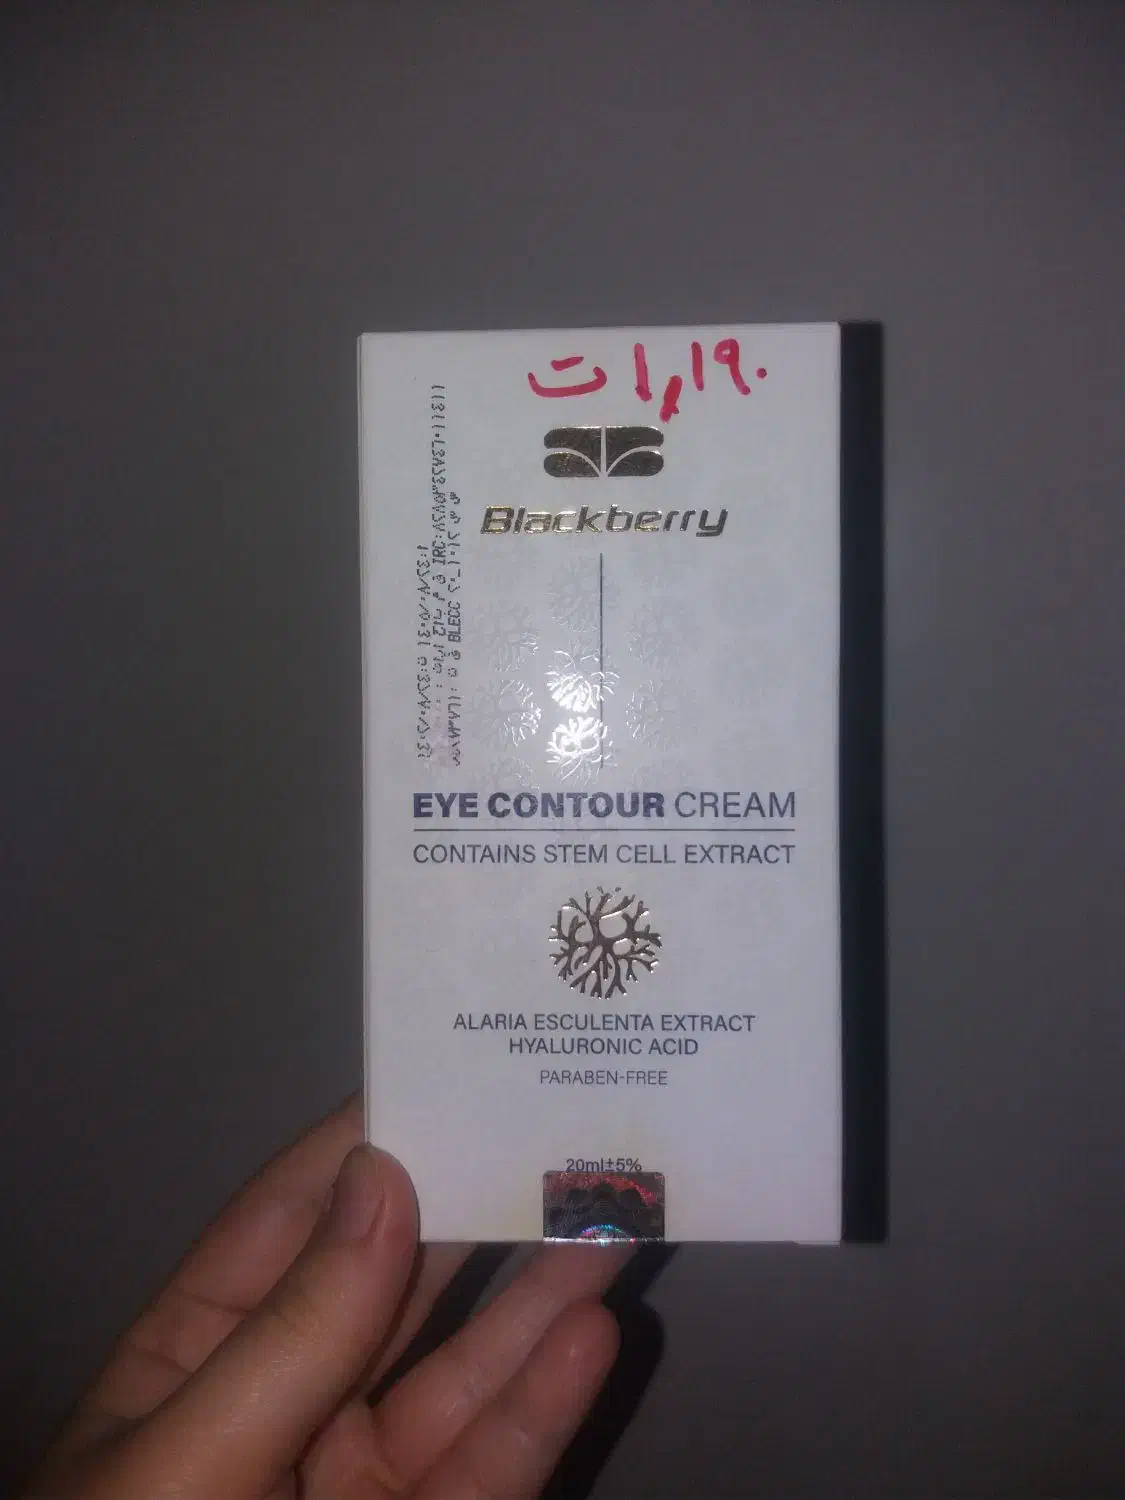 ۱,۱۹۰ ت
Blackberry
EYE CONTOUR CREAM
CONTAINS STEM CELL EXTRACT
ALARIA ESCULENTA EXTRACT
HYALURONIC ACID
PARABEN-FREE
20ml±5%